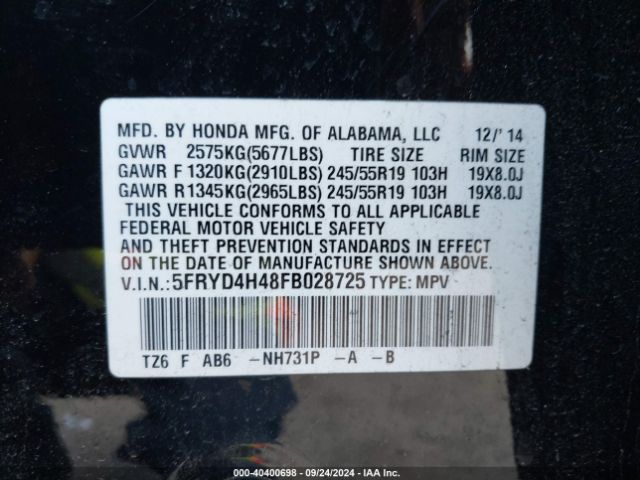 MFD. BY HONDA MFG. OF ALABAMA, LLC 12/'14
GVWR 2575KG(5677LBS) TIRE SIZE RIM SIZE
GAWR F 1320KG(2910LBS) 245/55R19 103H 19X8.0J
GAWR R 1345KG(2965LBS) 245/55R19 103H 19X8.0J
THIS VEHICLE CONFORMS TO ALL APPLICABLE
FEDERAL MOTOR VEHICLE SAFETY
AND THEFT PREVENTION STANDARDS IN EFFECT
ON THE DATE OF MANUFACTURE SHOWN ABOVE.
V.I.N.:5FRYD4H48FB028725 TYPE: MPV
TZ6 F AB6 -NH731P -A -B
000-40400698 - 09/24/2024 - IAA Inc.